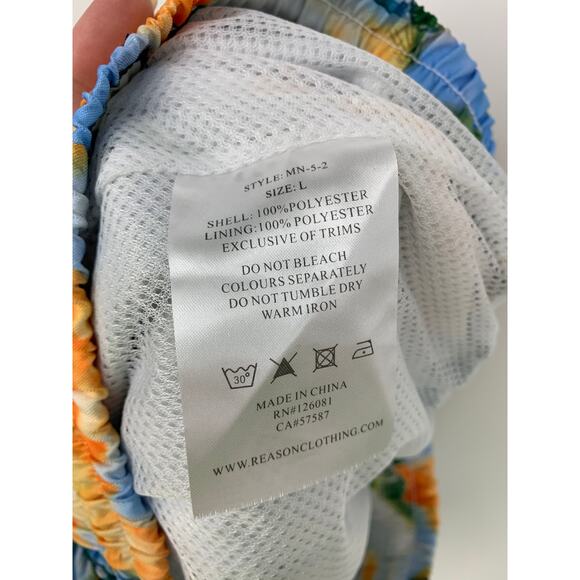 STYLE: MN-5-2
SIZE: L
SHELL: 100%POLYESTER
LINING:100% POLYESTER
EXCLUSIVE OF TRIMS
DO NOT BLEACH
COLOURS SEPARATELY
DO NOT TUMBLE DRY
WARM IRON
30°
MADE IN CHINA
RN#126081
CA#57587
WWW.REASONCLOTHING.COM